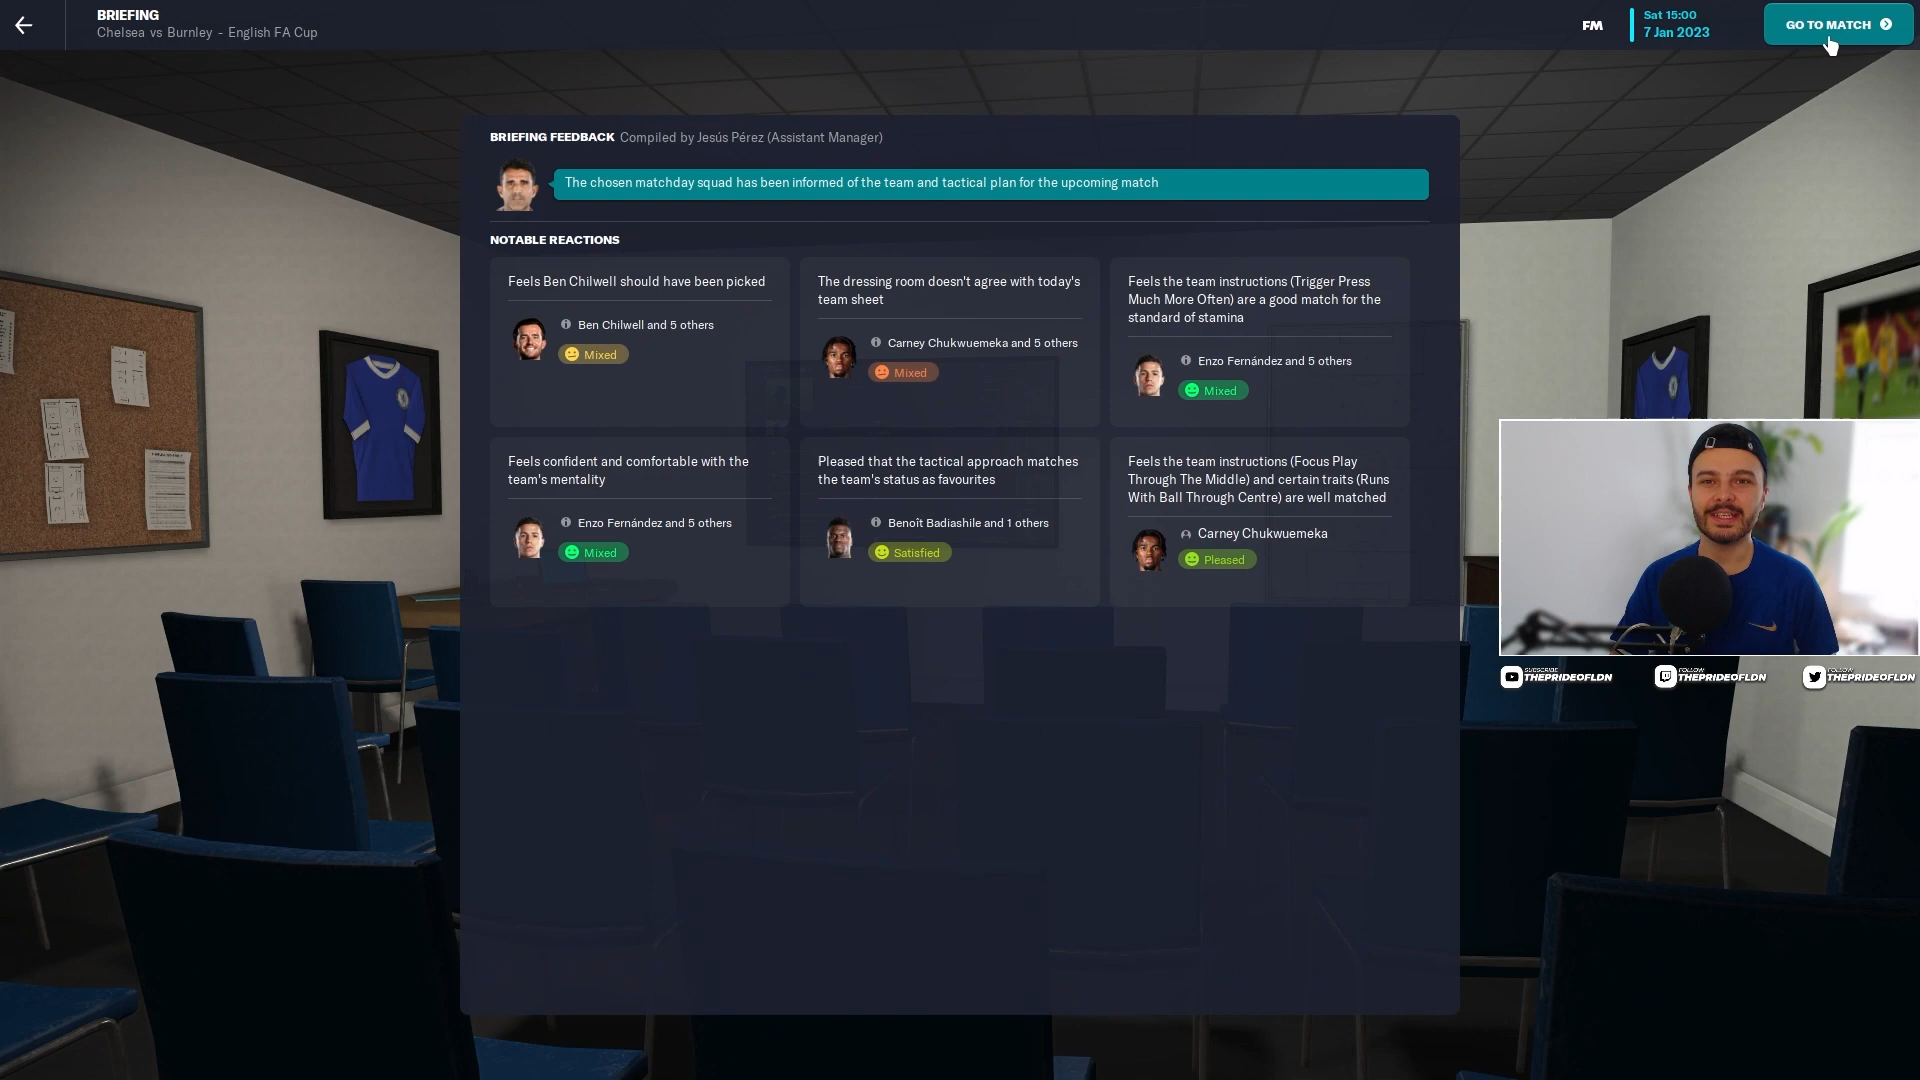 BRIEFING
Chelsea vs Burnley - English FA Cup
FM
Sat 15:00
7 Jan 2023
GO TO MATCH
BRIEFING FEEDBACK Compiled by Jesús Pérez (Assistant Manager)
The chosen matchday squad has been informed of the team and tactical plan for the upcoming match
NOTABLE REACTIONS
Feels Ben Chilwell should have been picked
Ben Chilwell and 5 others
Mixed
The dressing room doesn't agree with today's
team sheet
Carney Chukwuemeka and 5 others
Mixed
Feels the team instructions (Trigger Press
Much More Often) are a good match for the
standard of stamina
Enzo Fernández and 5 others
Mixed
Feels confident and comfortable with the
team's mentality
Enzo Fernández and 5 others
Mixed
Pleased that the tactical approach matches
the team's status as favourites
Benoît Badiashile and 1 others
Satisfied
Feels the team instructions (Focus Play
Through The Middle) and certain traits (Runs
With Ball Through Centre) are well matched
Carney Chukwuemeka
Pleased
SUBSCRIBE
THEPRIDEOFLDN
FOLLOW
THEPRIDEOFLDN
FOLLOW
THEPRIDEOFLDN